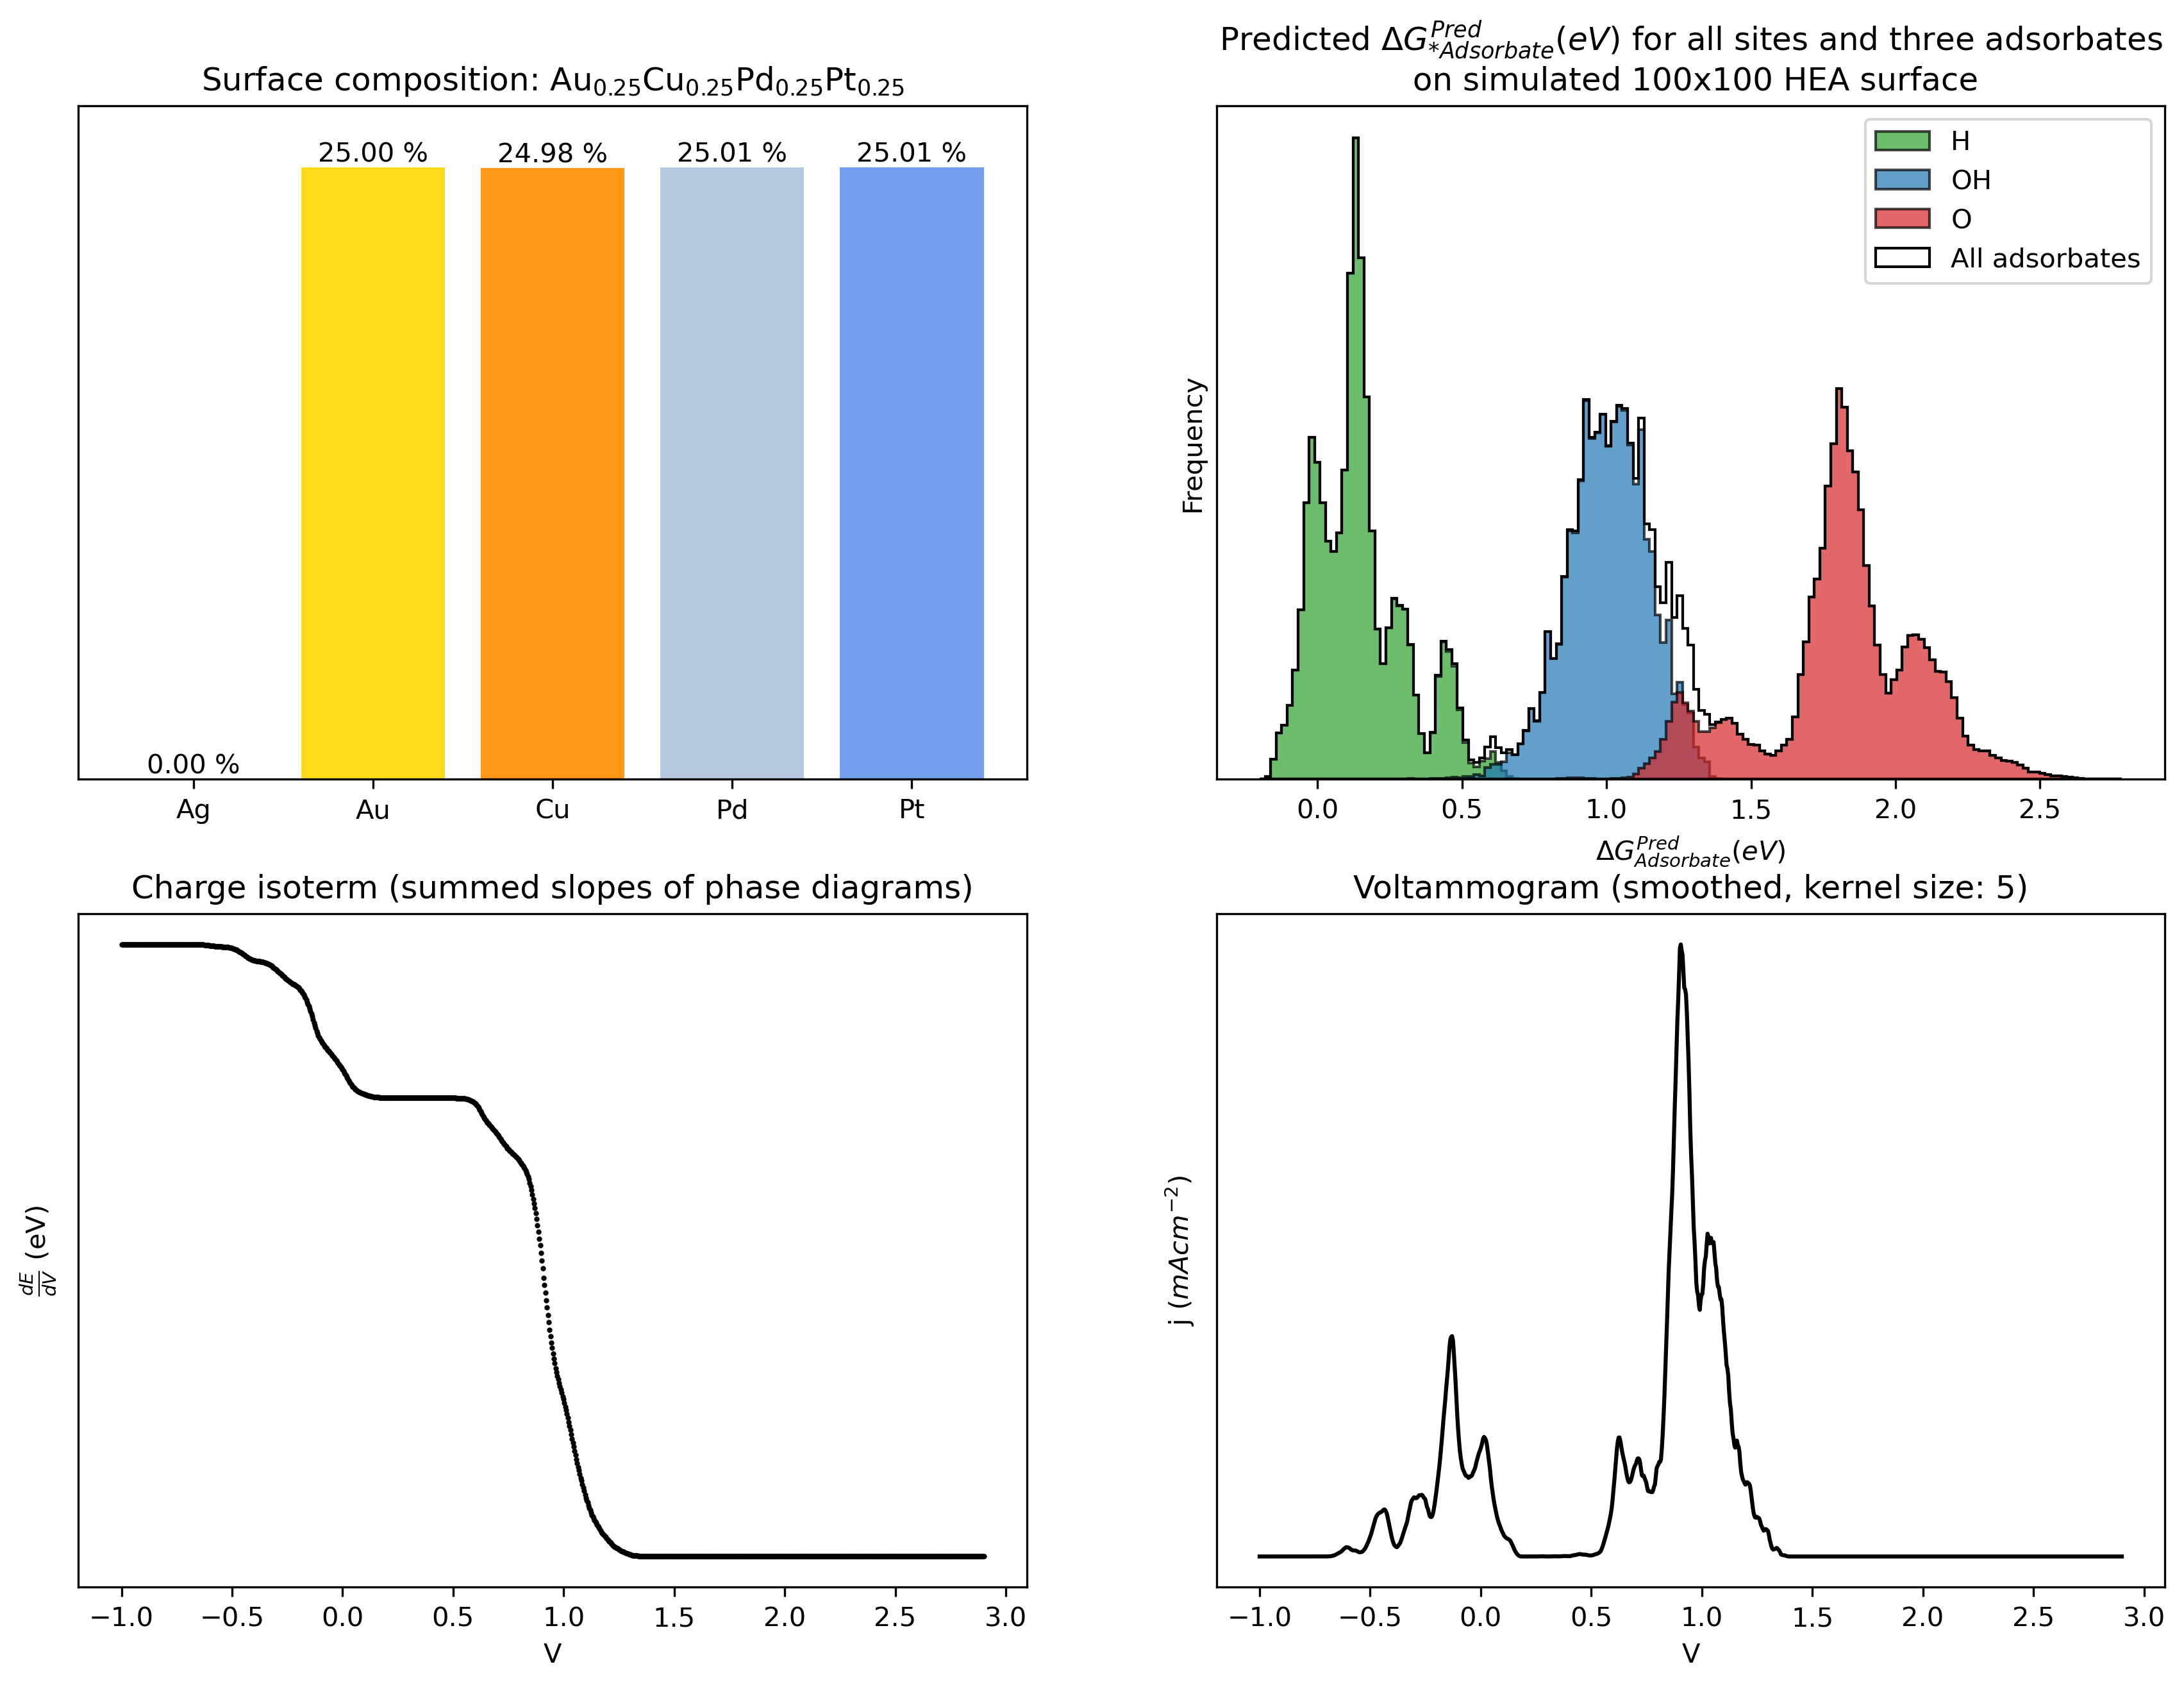 Surface composition: Au0.25Cu0.25Pd0.25Pt0.25
0.00 %
25.00 %
24.98 %
25.01 %
25.01 %
Ag Au Cu Pd Pt
Predicted ΔG^Pred_*Adsorbate(eV) for all sites and three adsorbates
on simulated 100x100 HEA surface
H
OH
O
All adsorbates
Frequency
0.0 0.5 1.0 1.5 2.0 2.5
ΔG^Pred_Adsorbate(eV)
Charge isoterm (summed slopes of phase diagrams)
dE/dV (eV)
−1.0 −0.5 0.0 0.5 1.0 1.5 2.0 2.5 3.0
V
Voltammogram (smoothed, kernel size: 5)
j (mAcm⁻²)
−1.0 −0.5 0.0 0.5 1.0 1.5 2.0 2.5 3.0
V